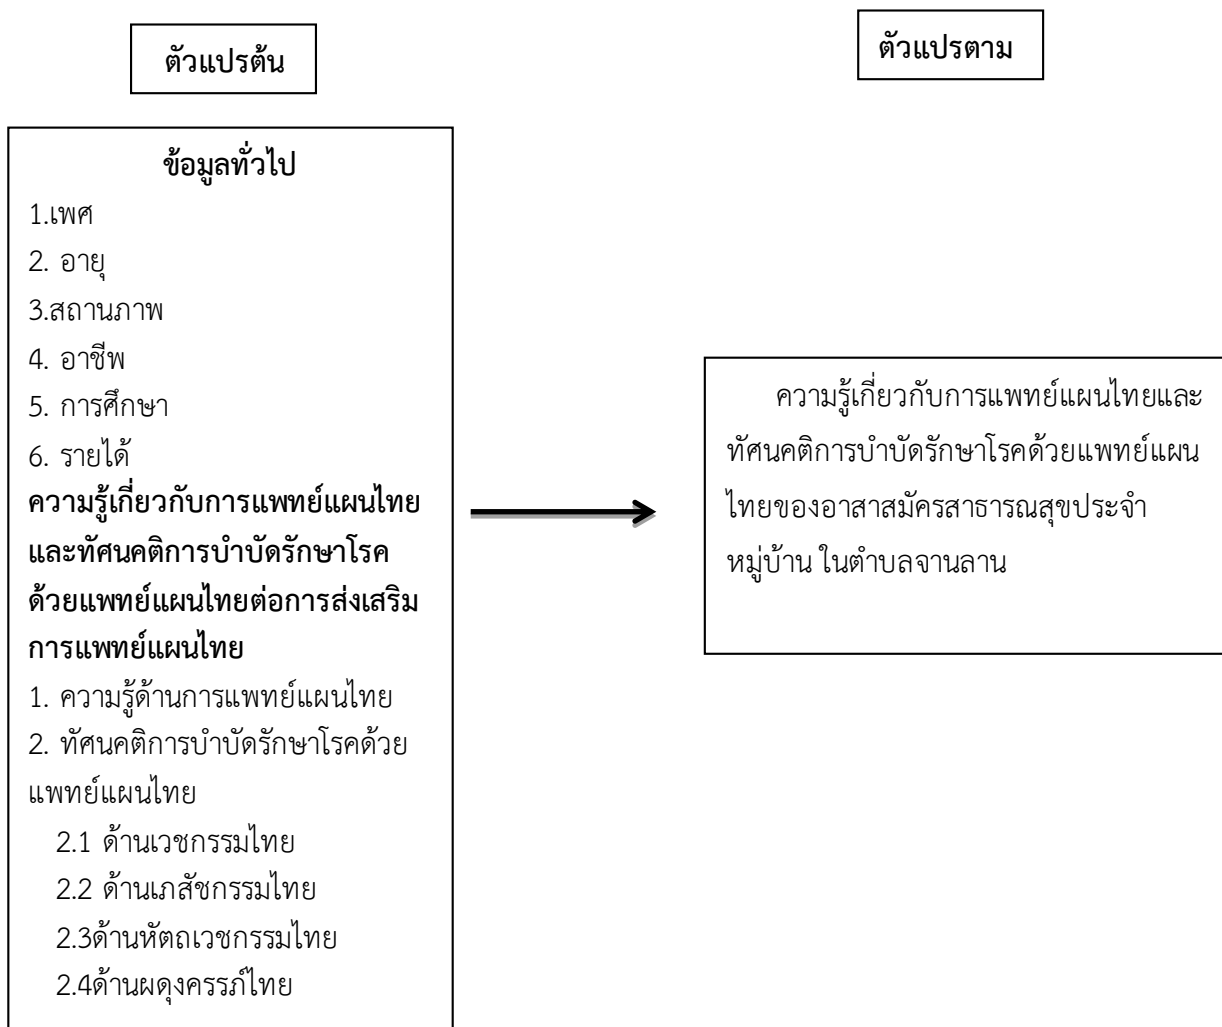 ตัวแปรต้น
ตัวแปรตาม
ข้อมูลทั่วไป
1.เพศ
2. อายุ
3.สถานภาพ
4. อาชีพ
5. การศึกษา
6. รายได้
ความรู้เกี่ยวกับการแพทย์แผนไทย
และทัศนคติการบำบัดรักษาโรค
ด้วยแพทย์แผนไทยต่อการส่งเสริม
การแพทย์แผนไทย
1. ความรู้ด้านการแพทย์แผนไทย
2. ทัศนคติการบำบัดรักษาโรคด้วย
แพทย์แผนไทย
2.1 ด้านเวชกรรมไทย
2.2 ด้านเภสัชกรรมไทย
2.3ด้านหัตถเวชกรรมไทย
2.4ด้านผดุงครรภ์ไทย
ความรู้เกี่ยวกับการแพทย์แผนไทยและ
ทัศนคติการบำบัดรักษาโรคด้วยแพทย์แผน
ไทยของอาสาสมัครสาธารณสุขประจำ
หมู่บ้าน ในตำบลจานลาน